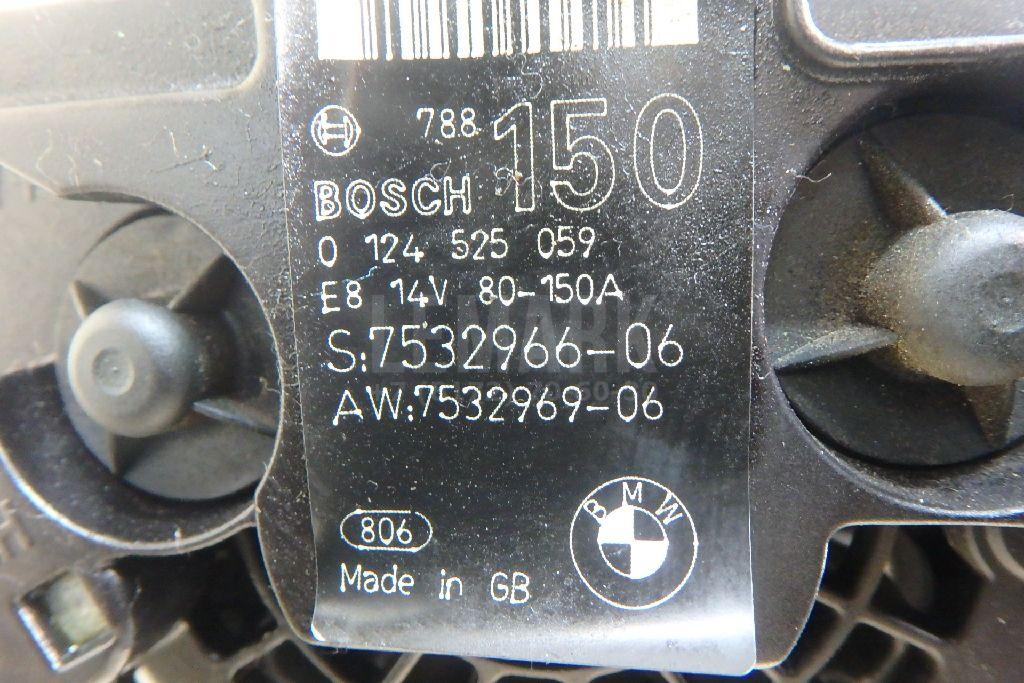 788 150
BOSCH
0 124 525 059
E8 14V 80-150A
S:7532966-06
AW:7532969-06
806
BMW
Made in GB